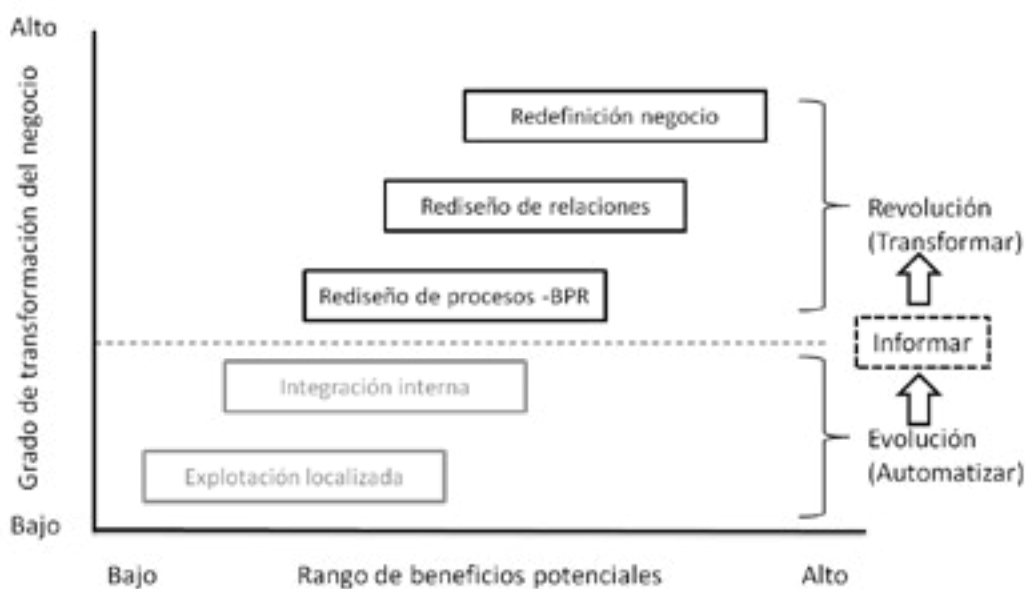 Alto
Grado de transformación del negocio
Redefinición negocio
Rediseño de relaciones
Revolución
(Transformar)
Rediseño de procesos -BPR
Informar
Integración interna
Evolución
(Automatizar)
Explotación localizada
Bajo
Bajo
Rango de beneficios potenciales
Alto